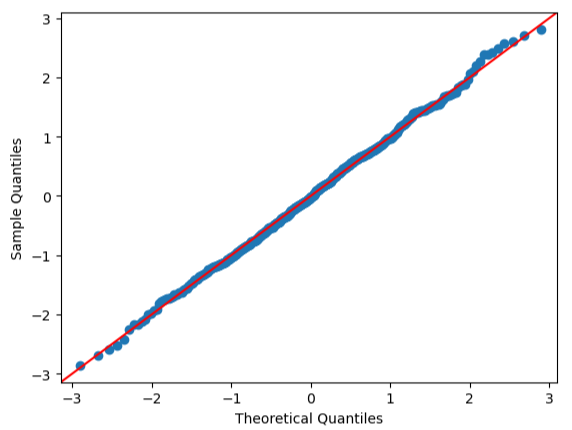 3
2
1
0
−1
−2
−3
Sample Quantiles
−3 −2 −1 0 1 2 3
Theoretical Quantiles